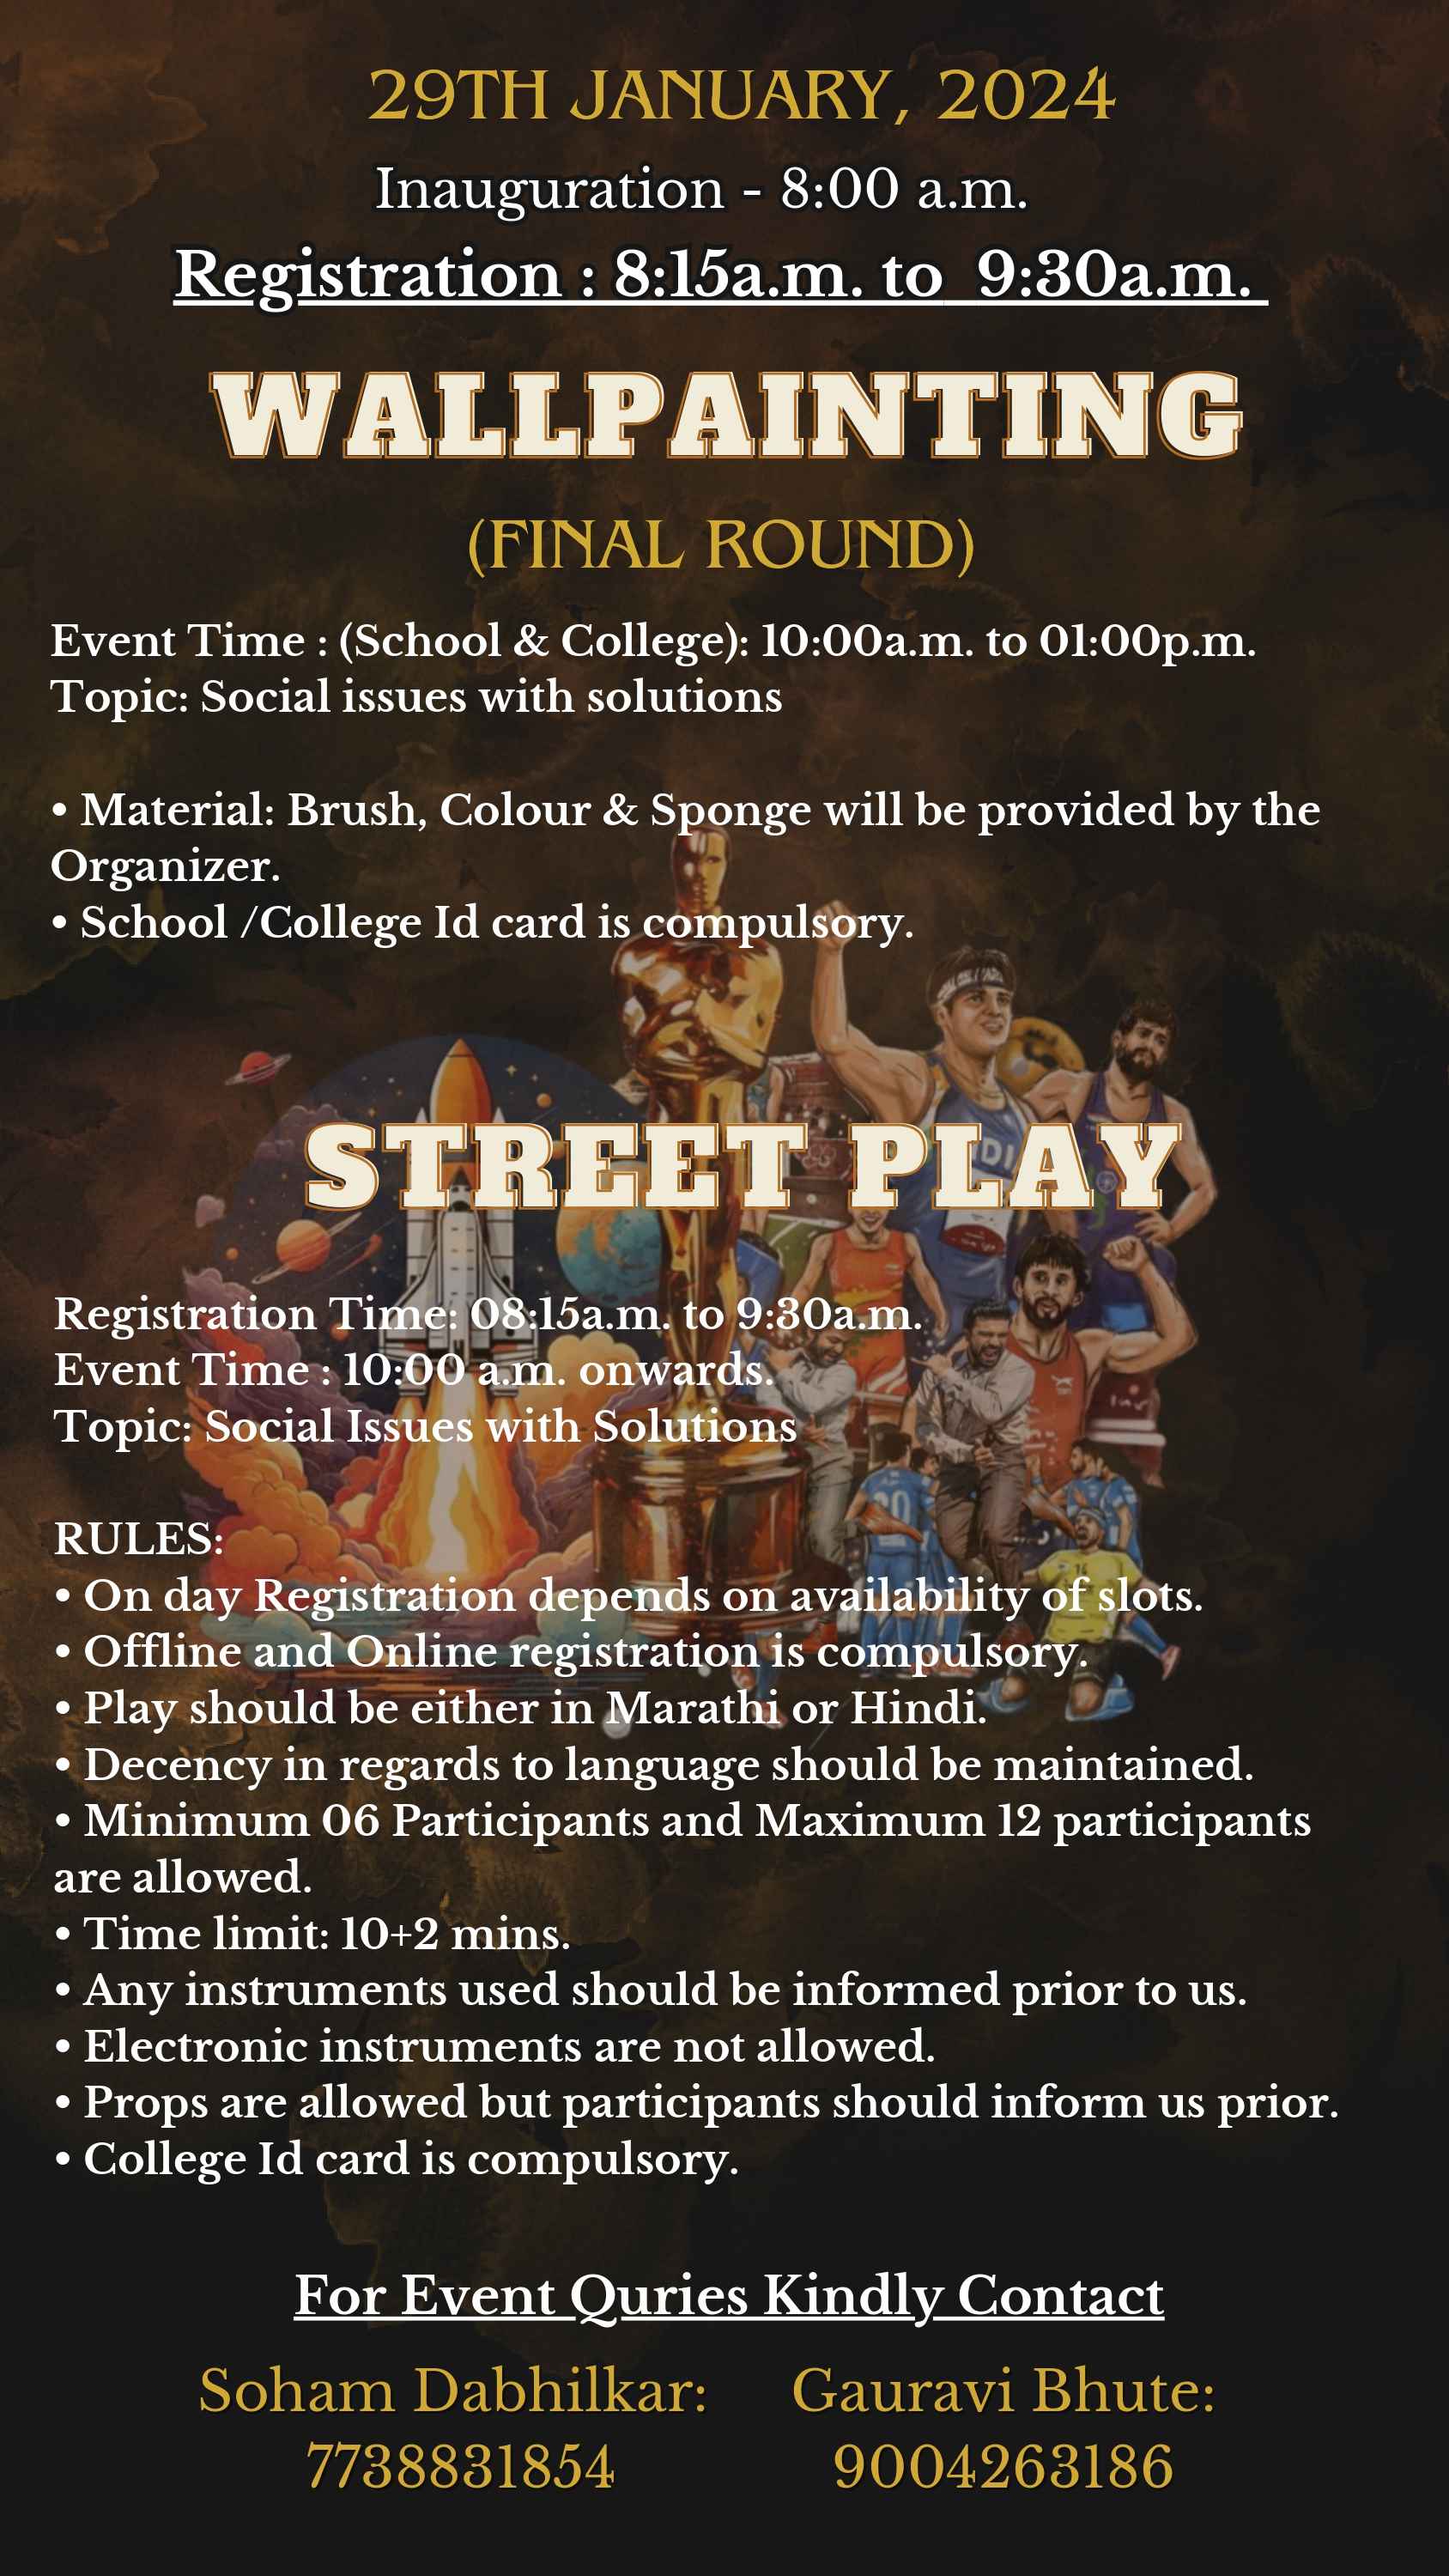 29TH JANUARY, 2024
Inauguration - 8:00 a.m.
Registration : 8:15a.m. to 9:30a.m.
WALLPAINTING
(FINAL ROUND)
Event Time : (School & College): 10:00a.m. to 01:00p.m.
Topic: Social issues with solutions
• Material: Brush, Colour & Sponge will be provided by the
Organizer.
• School /College Id card is compulsory.
STREET PLAY
Registration Time: 08:15a.m. to 9:30a.m.
Event Time : 10:00 a.m. onwards.
Topic: Social Issues with Solutions
RULES:
• On day Registration depends on availability of slots.
• Offline and Online registration is compulsory.
• Play should be either in Marathi or Hindi.
• Decency in regards to language should be maintained.
• Minimum 06 Participants and Maximum 12 participants
are allowed.
• Time limit: 10+2 mins.
• Any instruments used should be informed prior to us.
• Electronic instruments are not allowed.
• Props are allowed but participants should inform us prior.
• College Id card is compulsory.
For Event Quries Kindly Contact
Soham Dabhilkar: Gauravi Bhute:
7738831854 9004263186